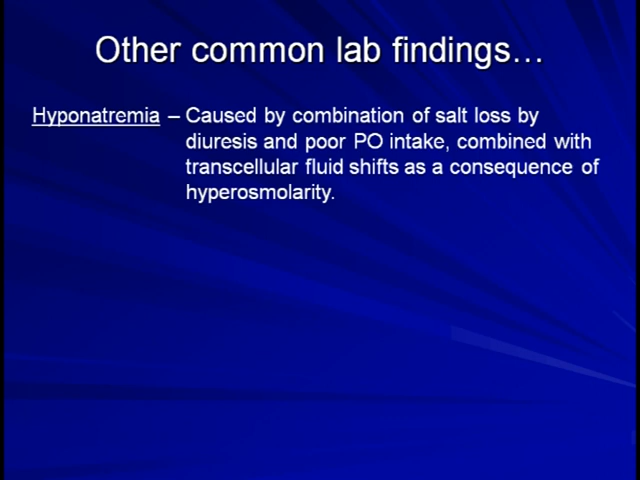 Other common lab findings…
Hyponatremia – Caused by combination of salt loss by
diuresis and poor PO intake, combined with
transcellular fluid shifts as a consequence of
hyperosmolarity.